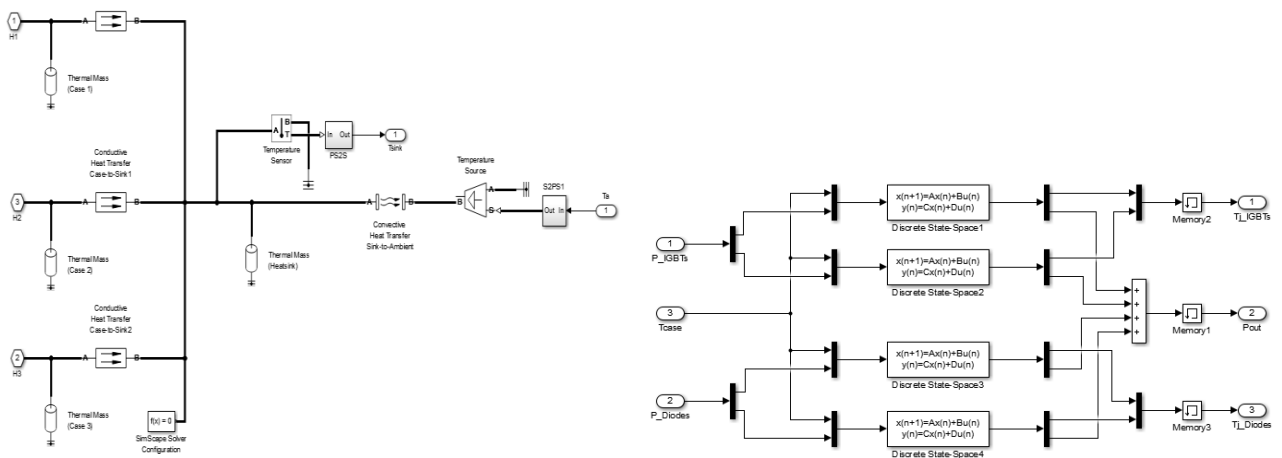 1
H1
A
B
Thermal Mass
(Case 1)
Conductive
Heat Transfer
Case-to-Sink1
3
H2
A
B
Thermal Mass
(Case 2)
Conductive
Heat Transfer
Case-to-Sink2
2
H3
A
B
Thermal Mass
(Case 3)
f(x) = 0
SimScape Solver
Configuration
A
B
T
Temperature
Sensor
In Out
PS2S
1
Tsink
Thermal Mass
(Heatsink)
A
B
Convective
Heat Transfer
Sink-to-Ambient
Temperature
Source
B
A
S
S2PS1
Out In
Ta
1
1
P_IGBTs
3
Tcase
2
P_Diodes
x(n+1)=Ax(n)+Bu(n)
y(n)=Cx(n)+Du(n)
Discrete State-Space1
x(n+1)=Ax(n)+Bu(n)
y(n)=Cx(n)+Du(n)
Discrete State-Space2
x(n+1)=Ax(n)+Bu(n)
y(n)=Cx(n)+Du(n)
Discrete State-Space3
x(n+1)=Ax(n)+Bu(n)
y(n)=Cx(n)+Du(n)
Discrete State-Space4
+
+
+
+
Memory2
1
Tj_IGBTs
Memory1
2
Pout
Memory3
3
Tj_Diodes